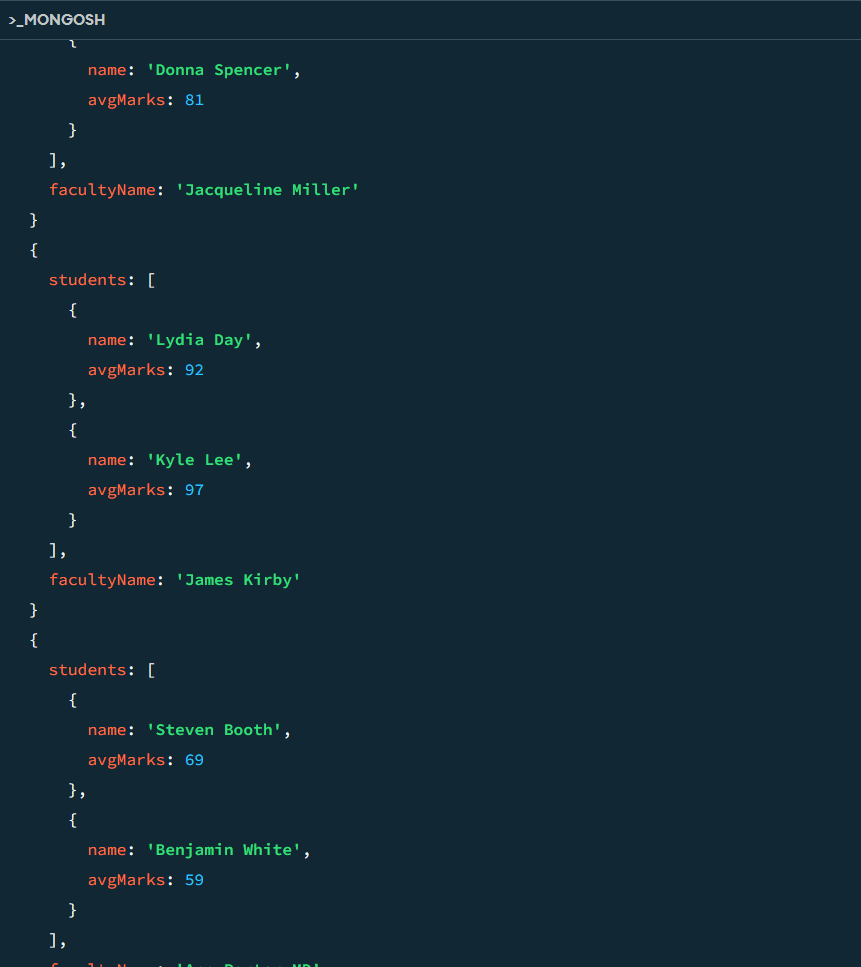 >_MONGOSH
{
name: 'Donna Spencer',
avgMarks: 81
}
],
facultyName: 'Jacqueline Miller'
}
{
students: [
{
name: 'Lydia Day',
avgMarks: 92
},
{
name: 'Kyle Lee',
avgMarks: 97
}
],
facultyName: 'James Kirby'
}
{
students: [
{
name: 'Steven Booth',
avgMarks: 69
},
{
name: 'Benjamin White',
avgMarks: 59
}
],